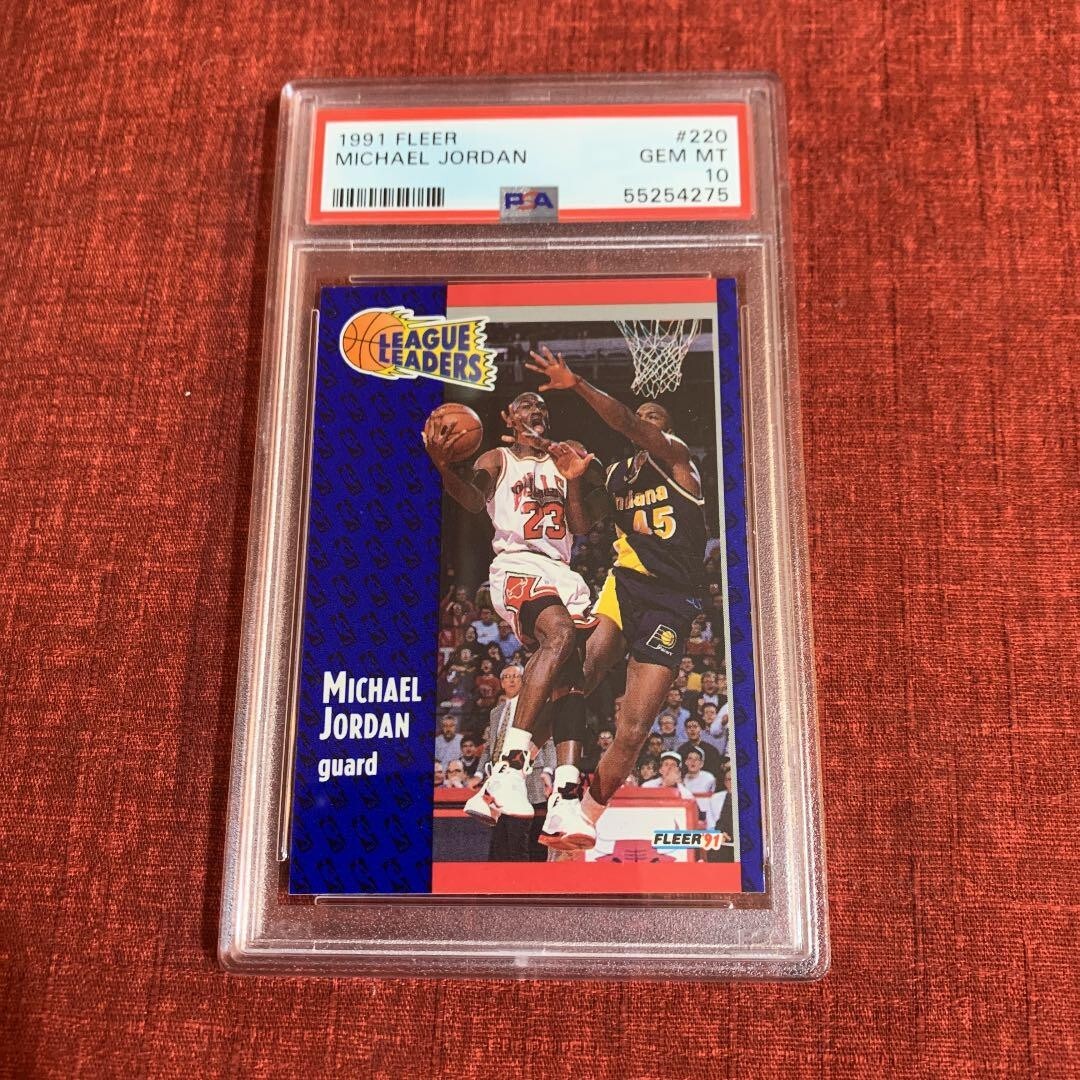 1991 FLEER #220
MICHAEL JORDAN GEM MT
10
PSA 55254275
LEAGUE
LEADERS
BULLS
23
Indiana
45
MICHAEL
JORDAN
guard
FLEER '91